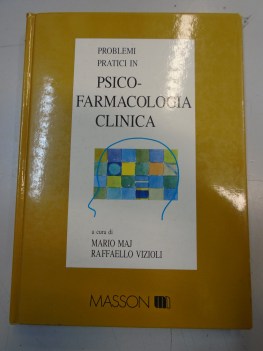 PROBLEMI
PRATICI IN
PSICO-
FARMACOLOGIA
CLINICA
a cura di
MARIO MAJ
RAFFAELLO VIZIOLI
MASSON